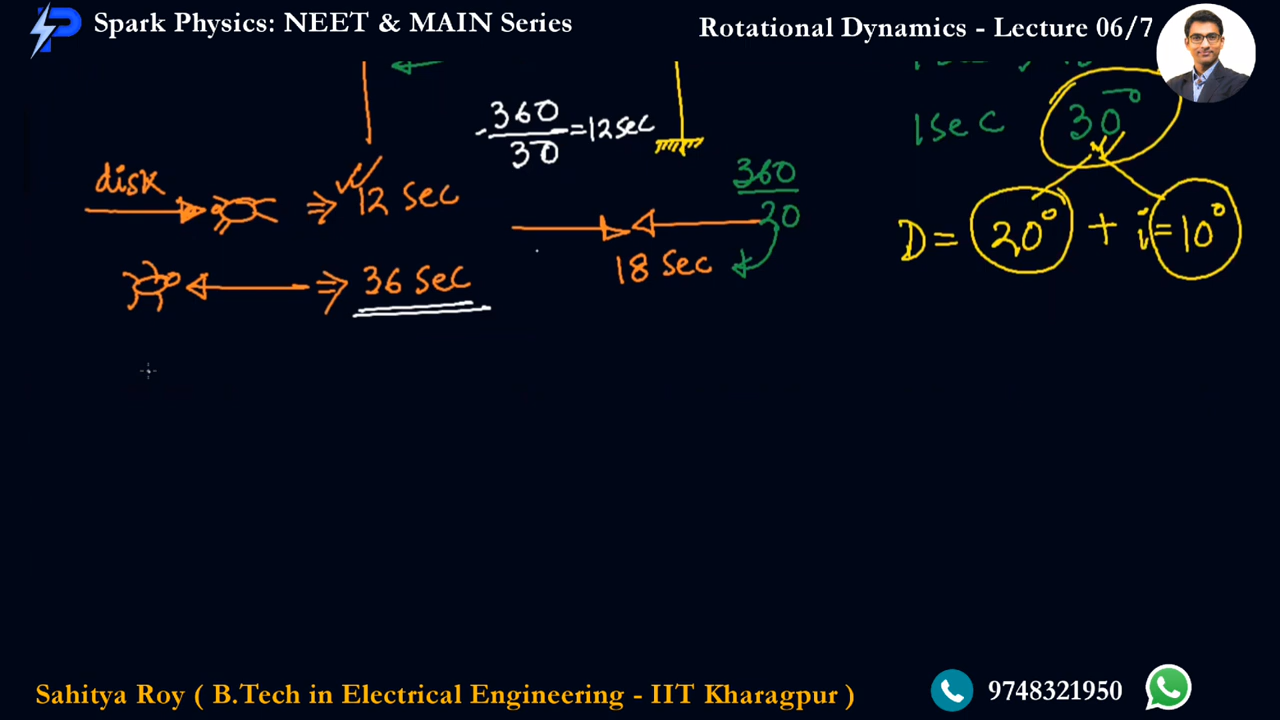 Spark Physics: NEET & MAIN Series
Rotational Dynamics - Lecture 06/7
360/30 = 12 sec
1 sec 30°
disk ⇒ 12 sec
360/20
D = 20° + i = 10°
18 sec
⇒ 36 sec
Sahitya Roy ( B.Tech in Electrical Engineering - IIT Kharagpur )
9748321950